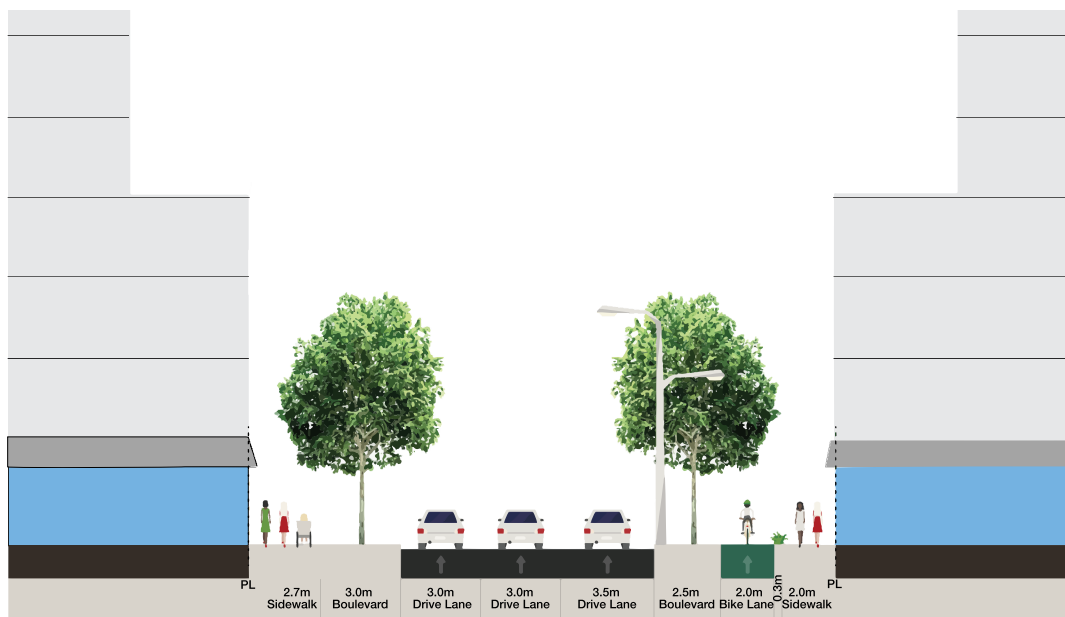 PL
2.7m
Sidewalk
3.0m
Boulevard
3.0m
Drive Lane
3.0m
Drive Lane
3.5m
Drive Lane
2.5m
Boulevard
2.0m
Bike Lane
0.3m
2.0m
Sidewalk
PL